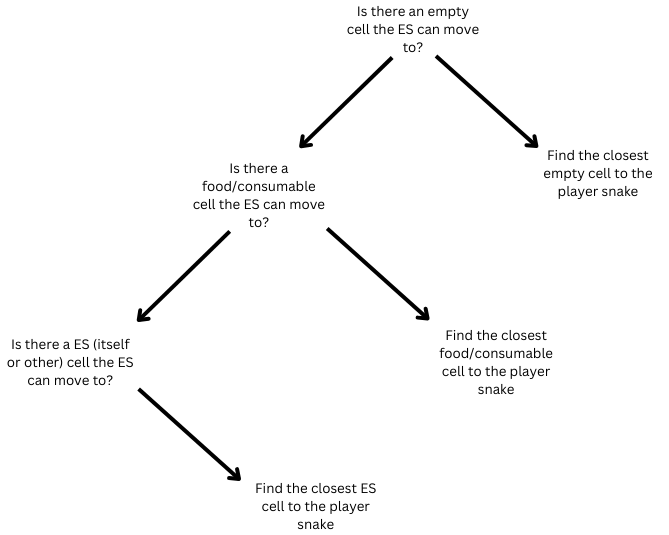 Is there an empty
cell the ES can move
to?
Find the closest
empty cell to the
player snake
Is there a
food/consumable
cell the ES can move
to?
Find the closest
food/consumable
cell to the player
snake
Is there a ES (itself
or other) cell the ES
can move to?
Find the closest ES
cell to the player
snake